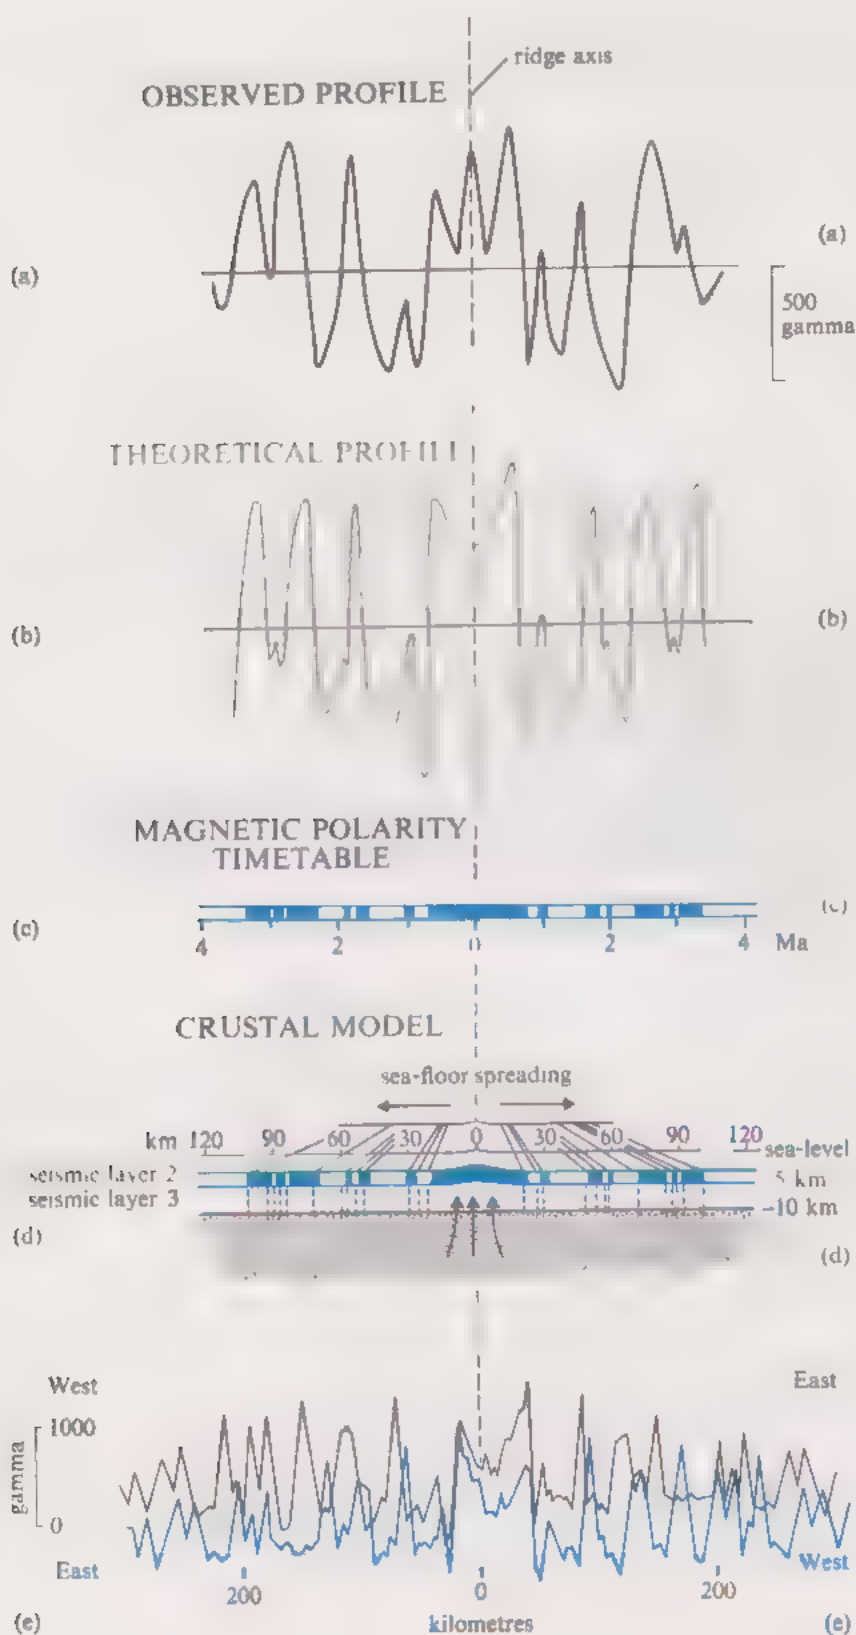 ridge axis
OBSERVED PROFILE
(a)
(a)
500
gamma
THEORETICAL
(b)
(b)
MAGNETIC POLARITY
TIMETABLE
(c)
4 2 0 2 4 Ma
CRUSTAL MODEL
sea-floor spreading
km 120 90 60 30 0 30 60 90 120
sea-level
seismic layer 2
5 km
seismic layer 3
-10 km
(d)
(d)
West
East
1000
gamma
0
East
West
200 0 200
kilometres
(e)
(e)